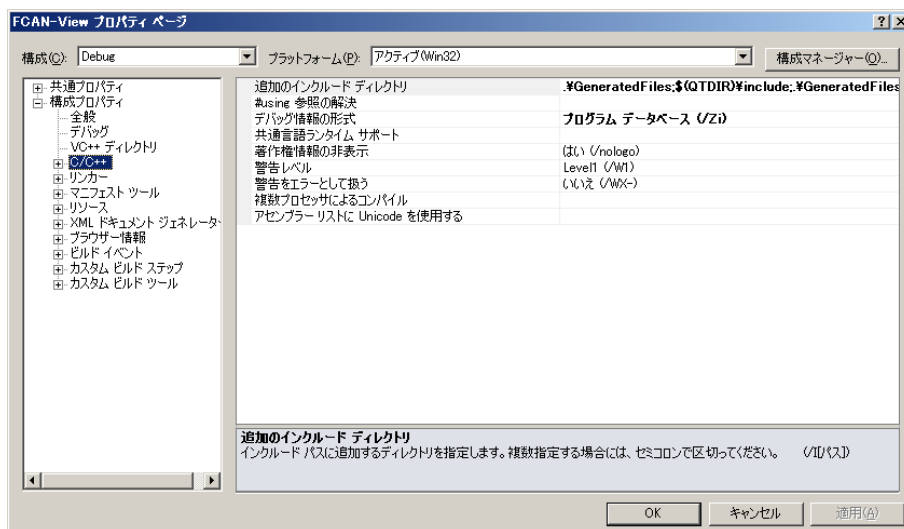 FCAN-View プロパティ ページ
構成(C): Debug プラットフォーム(P): アクティブ(Win32) 構成マネージャー(O)...
共通プロパティ
構成プロパティ
全般
デバッグ
VC++ ディレクトリ
C/C++
リンカー
マニフェスト ツール
リソース
XML ドキュメント ジェネレータ
ブラウザー情報
ビルド イベント
カスタム ビルド ステップ
カスタム ビルド ツール
追加のインクルード ディレクトリ .¥GeneratedFiles;$(QTDIR)¥include;.¥GeneratedFiles
#using 参照の解決
デバッグ情報の形式 プログラム データベース (/Zi)
共通言語ランタイム サポート
著作権情報の非表示 はい (/nologo)
警告レベル Level1 (/W1)
警告をエラーとして扱う いいえ (/WX-)
複数プロセッサによるコンパイル
アセンブラー リストに Unicode を使用する
追加のインクルード ディレクトリ
インクルード パスに追加するディレクトリを指定します。複数指定する場合には、セミコロンで区切ってください。 (/I[パス])
OK キャンセル 適用(A)